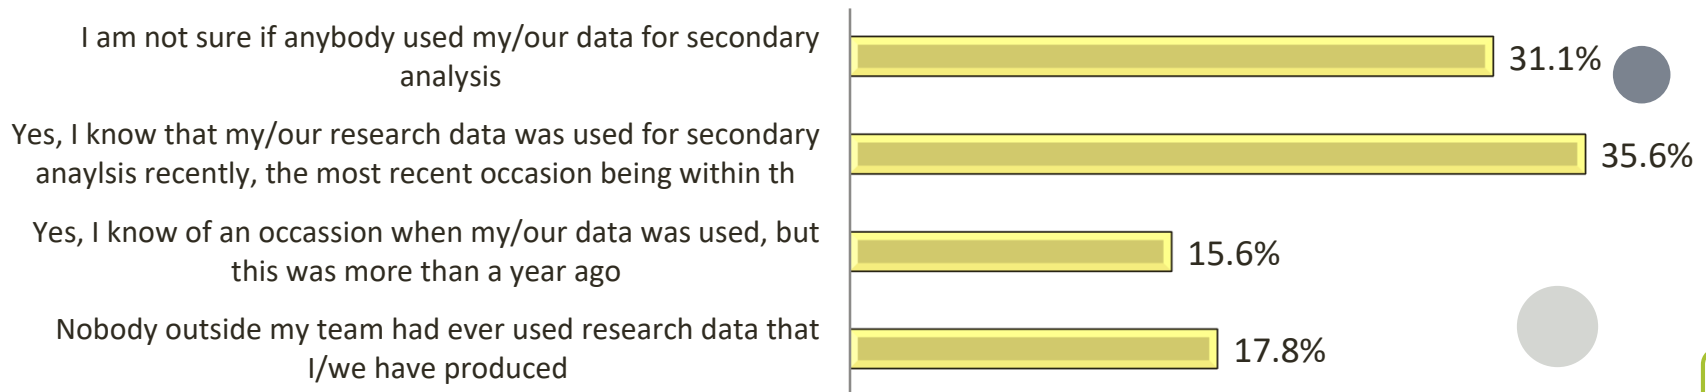 I am not sure if anybody used my/our data for secondary
analysis
31.1%
Yes, I know that my/our research data was used for secondary
anaylsis recently, the most recent occasion being within th
35.6%
Yes, I know of an occassion when my/our data was used, but
this was more than a year ago
15.6%
Nobody outside my team had ever used research data that
I/we have produced
17.8%